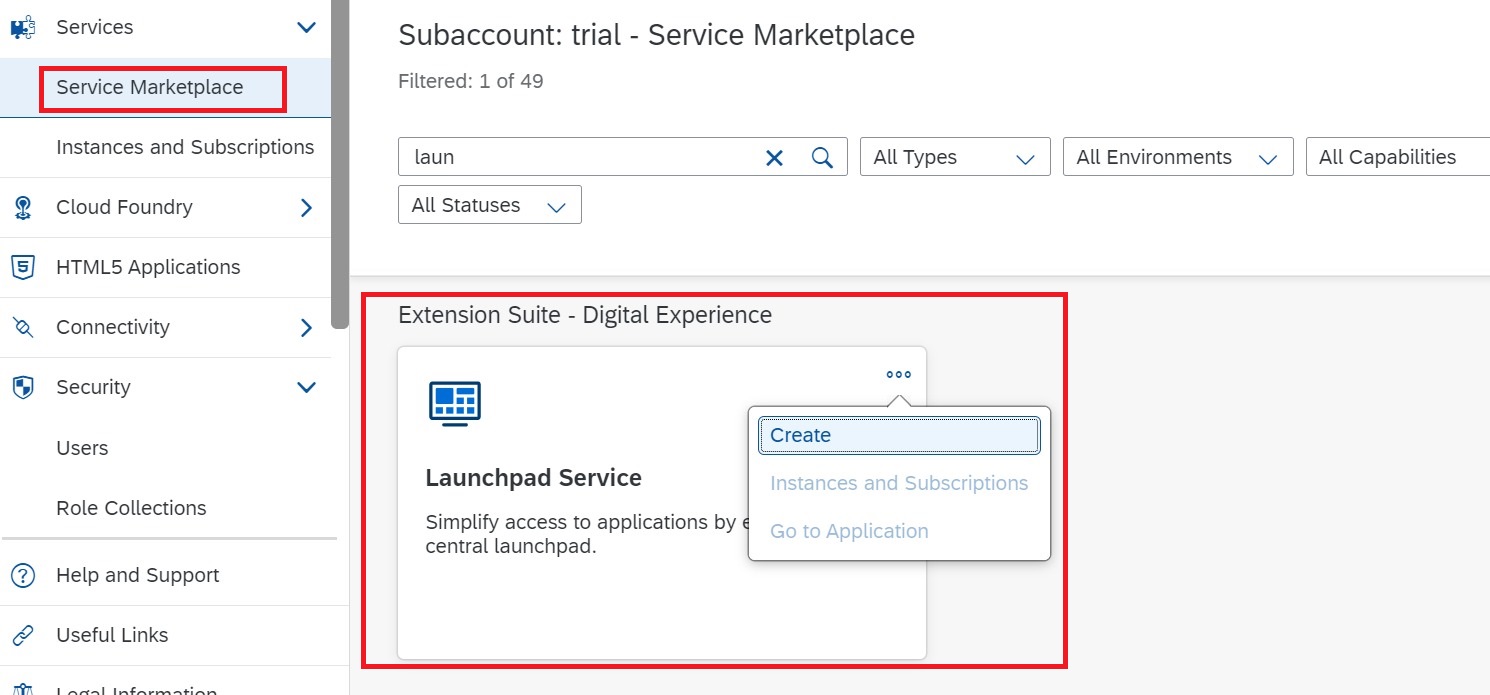 Services
Service Marketplace
Instances and Subscriptions
Cloud Foundry
HTML5 Applications
Connectivity
Security
Users
Role Collections
Help and Support
Useful Links
Legal Information
Subaccount: trial - Service Marketplace
Filtered: 1 of 49
laun
All Types
All Environments
All Capabilities
All Statuses
Extension Suite - Digital Experience
Launchpad Service
Simplify access to applications by
central launchpad.
Create
Instances and Subscriptions
Go to Application